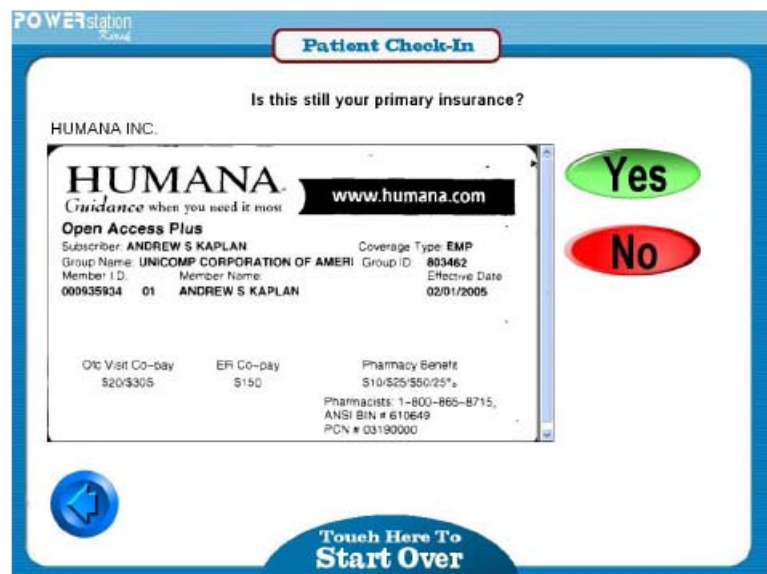 POWERstation
Kiosk
Patient Check-In
Is this still your primary insurance?
HUMANA INC.
HUMANA
Guidance when you need it most
www.humana.com
Open Access Plus
Subscriber: ANDREW S KAPLAN Coverage Type: EMP
Group Name: UNICOMP CORPORATION OF AMERI Group ID: 803462
Member I D. Member Name: Effective Date
000935934 01 ANDREW S KAPLAN 02/01/2005
Ofc Visit Co-pay ER Co-pay Pharmacy Benefit
$20/$30S $150 $10/$25/$50/25%
Pharmacists: 1-800-865-8715,
ANSI BIN # 610649
PCN # 03190000
Yes
No
Touch Here To
Start Over